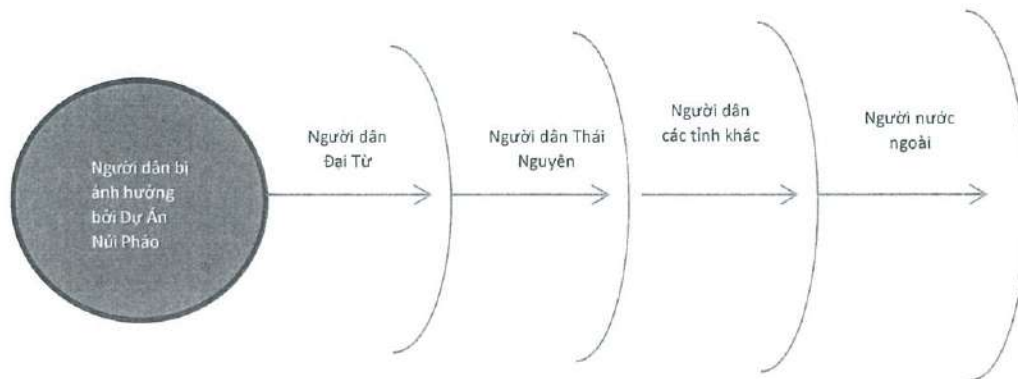 Người dân bị
ảnh hưởng
bởi Dự Án
Núi Pháo
Người dân
Đại Từ
Người dân Thái
Nguyên
Người dân
các tỉnh khác
Người nước
ngoài